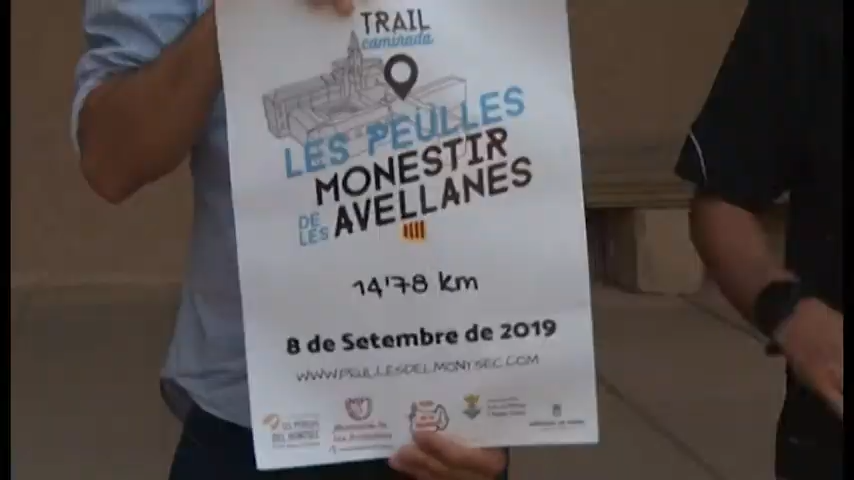 TRAIL
caminada
LES PEULLES
MONESTIR
DE LES AVELLANES
14'78 km
8 de Setembre de 2019
WWW.PEULLESDELMONTSEC.COM